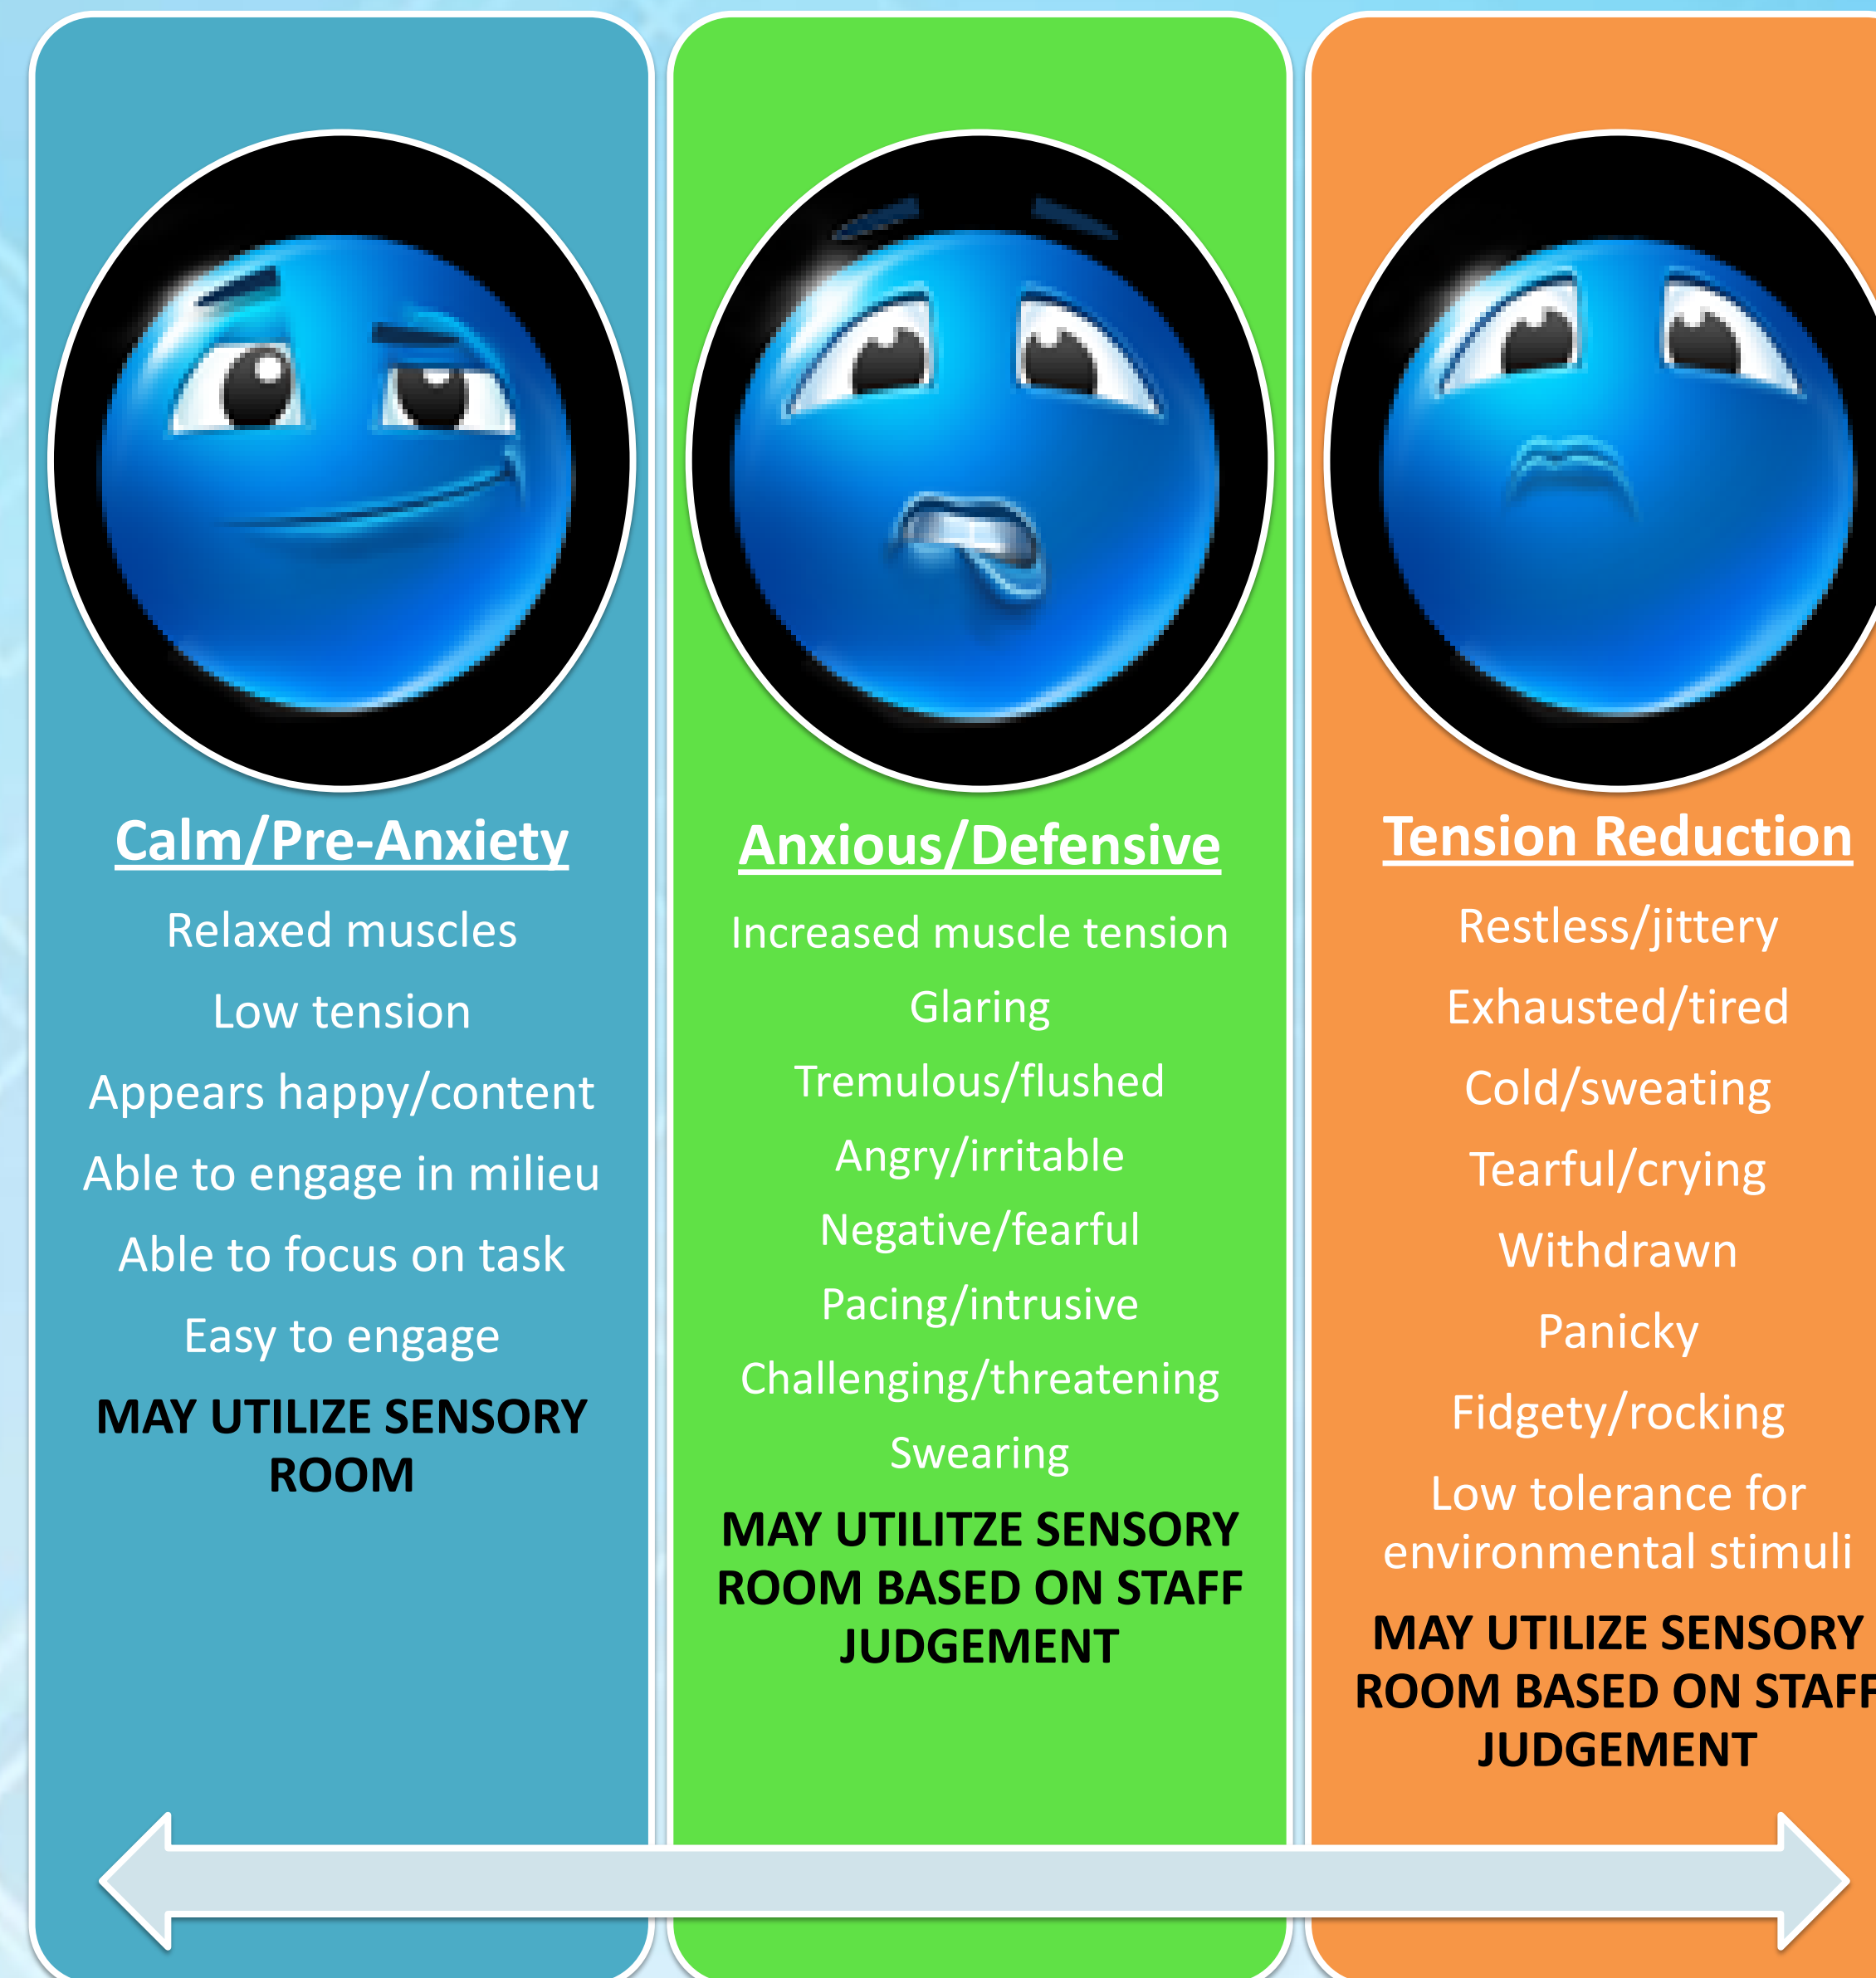 Calm/Pre-Anxiety
Relaxed muscles
Low tension
Appears happy/content
Able to engage in milieu
Able to focus on task
Easy to engage
MAY UTILIZE SENSORY
ROOM
Anxious/Defensive
Increased muscle tension
Glaring
Tremulous/flushed
Angry/irritable
Negative/fearful
Pacing/intrusive
Challenging/threatening
Swearing
MAY UTILITZE SENSORY
ROOM BASED ON STAFF
JUDGEMENT
Tension Reduction
Restless/jittery
Exhausted/tired
Cold/sweating
Tearful/crying
Withdrawn
Panicky
Fidgety/rocking
Low tolerance for
environmental stimuli
MAY UTILIZE SENSORY
ROOM BASED ON STAFF
JUDGEMENT